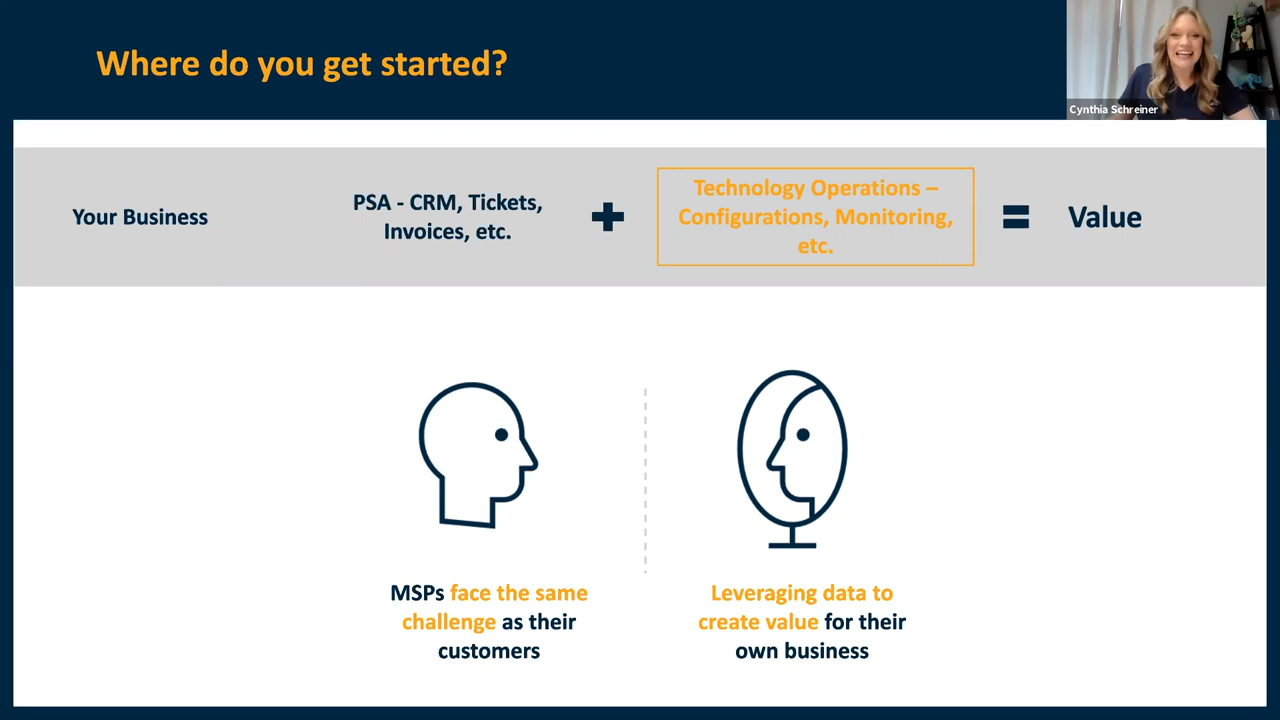 Where do you get started?
Cynthia Schreiner
Your Business
PSA - CRM, Tickets,
Invoices, etc.
Technology Operations –
Configurations, Monitoring,
etc.
Value
MSPs face the same
challenge as their
customers
Leveraging data to
create value for their
own business